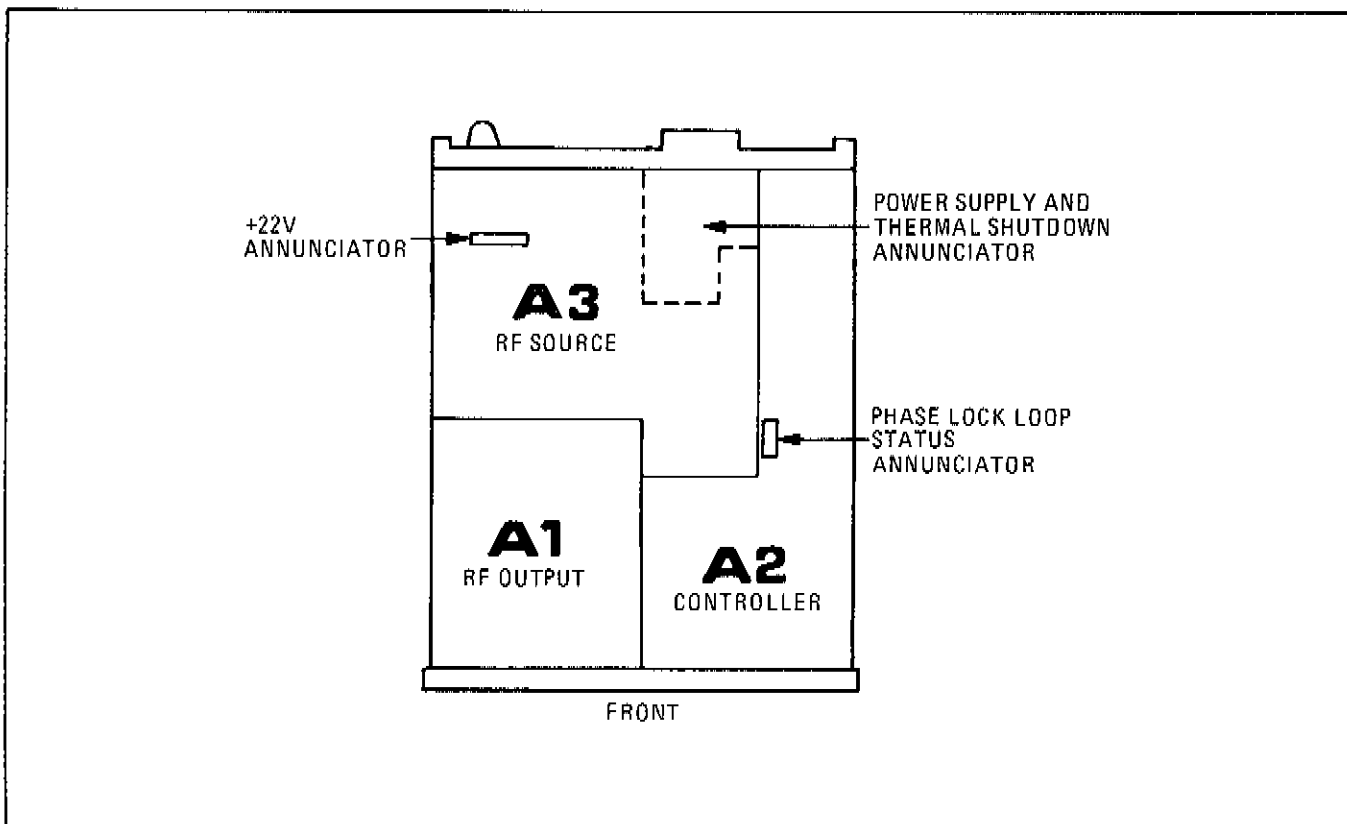 +22V
ANNUNCIATOR
POWER SUPPLY AND
THERMAL SHUTDOWN
ANNUNCIATOR
A3
RF SOURCE
PHASE LOCK LOOP
STATUS
ANNUNCIATOR
A1
RF OUTPUT
A2
CONTROLLER
FRONT